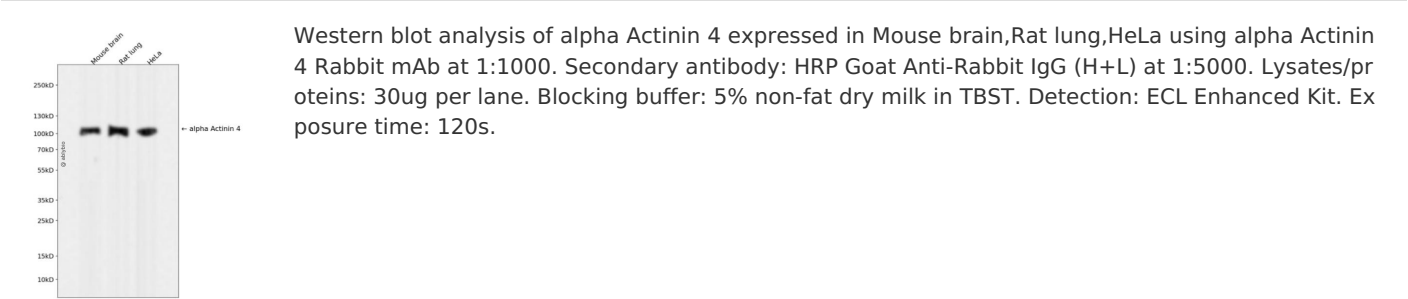 Mouse brain
Rat lung
HeLa
250kD
130kD
100kD
70kD
55kD
35kD
25kD
15kD
10kD
@ abybio
← alpha Actinin 4
Western blot analysis of alpha Actinin 4 expressed in Mouse brain,Rat lung,HeLa using alpha Actinin
4 Rabbit mAb at 1:1000. Secondary antibody: HRP Goat Anti-Rabbit IgG (H+L) at 1:5000. Lysates/pr
oteins: 30ug per lane. Blocking buffer: 5% non-fat dry milk in TBST. Detection: ECL Enhanced Kit. Ex
posure time: 120s.